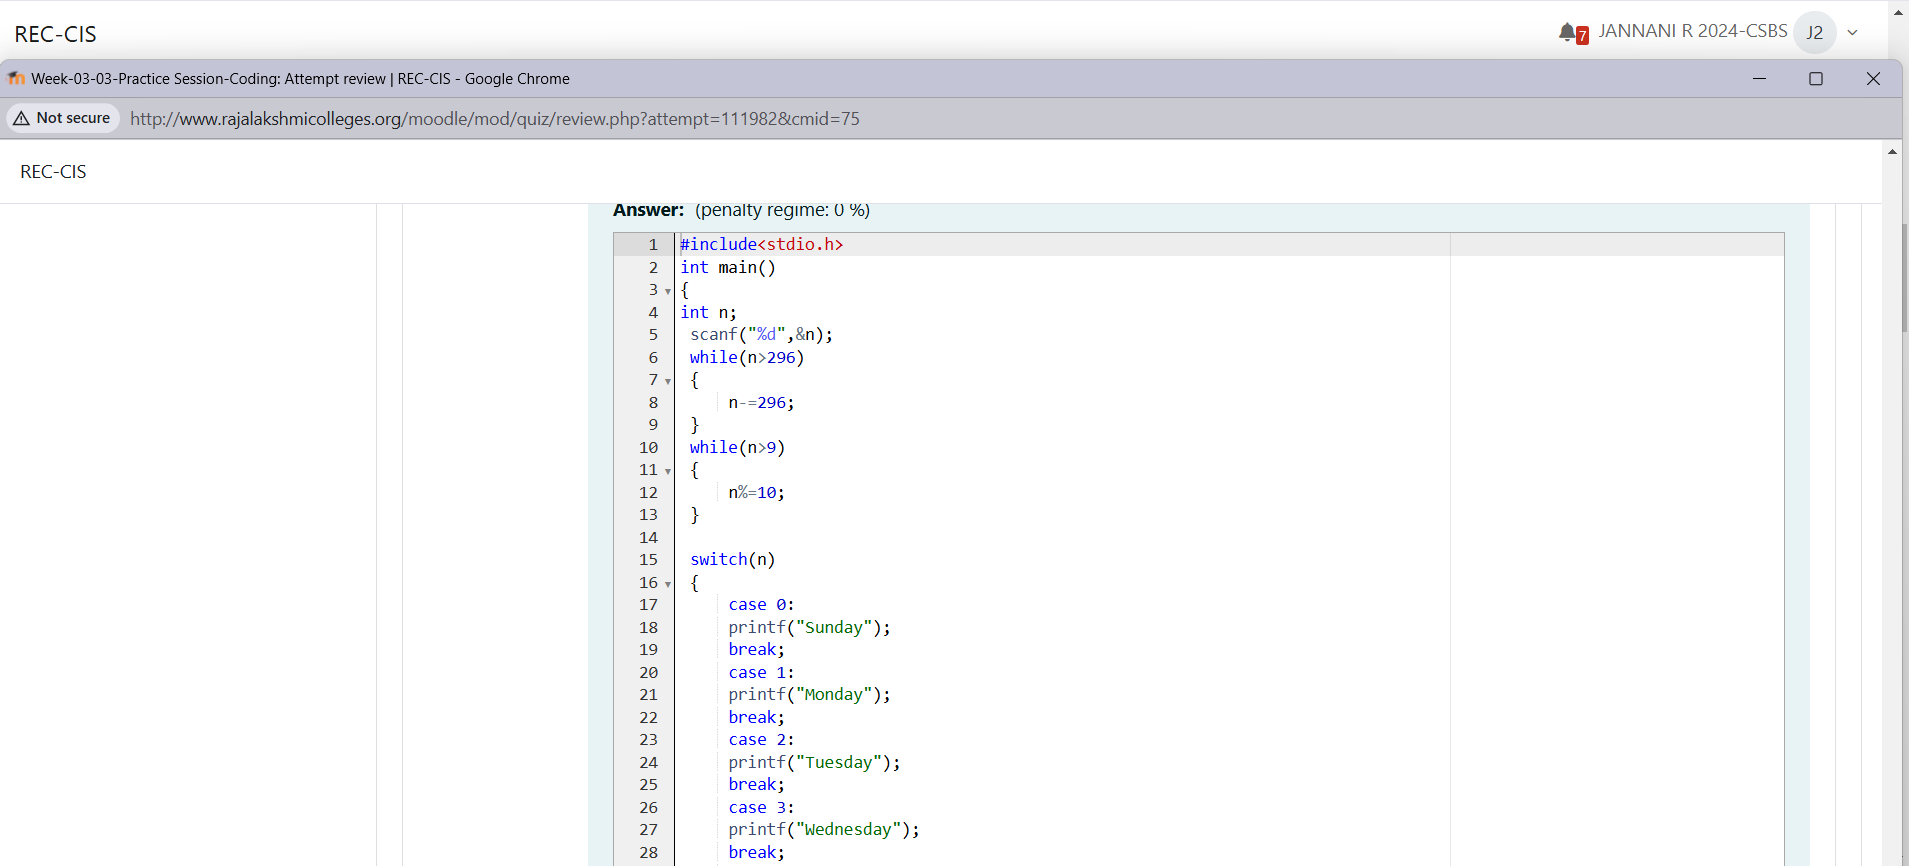 REC-CIS
7 JANNANI R 2024-CSBS J2
Week-03-03-Practice Session-Coding: Attempt review | REC-CIS - Google Chrome
Not secure http://www.rajalakshmicolleges.org/moodle/mod/quiz/review.php?attempt=111982&cmid=75
REC-CIS
Answer: (penalty regime: 0 %)
1 #include<stdio.h>
2 int main()
3 {
4 int n;
5 scanf("%d",&n);
6 while(n>296)
7 {
8 n-=296;
9 }
10 while(n>9)
11 {
12 n%=10;
13 }
14
15 switch(n)
16 {
17 case 0:
18 printf("Sunday");
19 break;
20 case 1:
21 printf("Monday");
22 break;
23 case 2:
24 printf("Tuesday");
25 break;
26 case 3:
27 printf("Wednesday");
28 break;